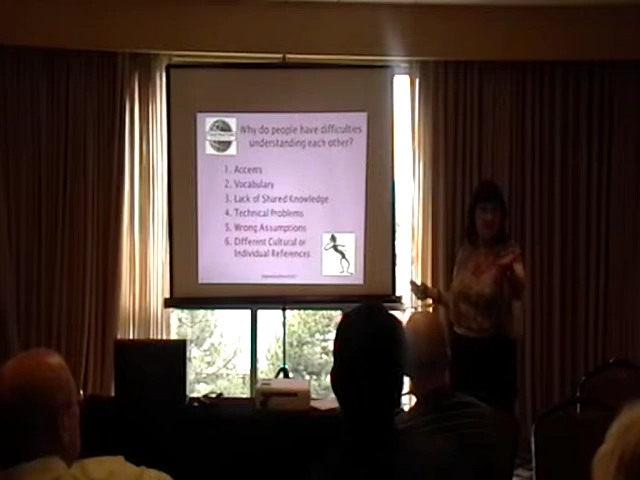 Why do people have difficulties
understanding each other?
1. Accents
2. Vocabulary
3. Lack of Shared Knowledge
4. Technical Problems
5. Wrong Assumptions
6. Different Cultural or
Individual References